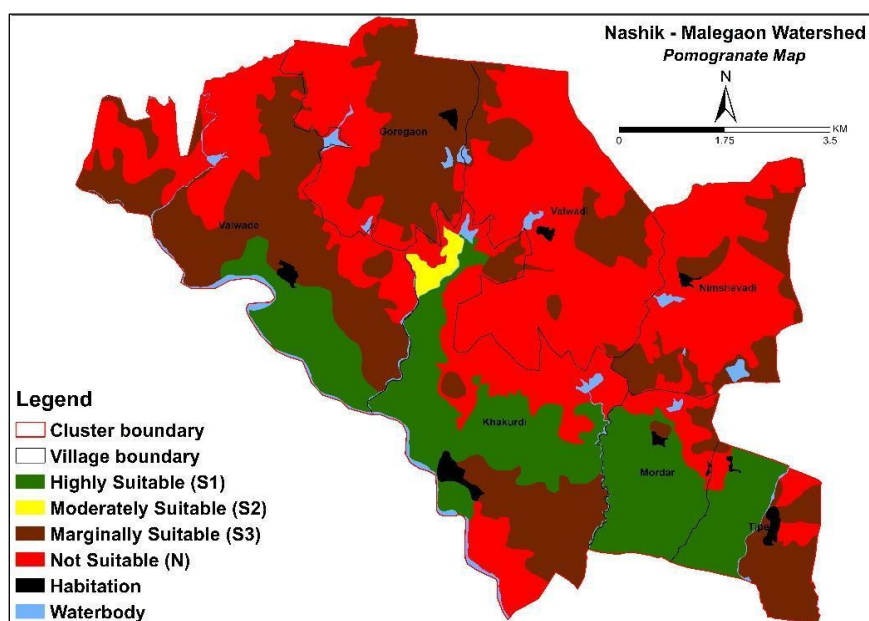 Nashik - Malegaon Watershed
Pomogranate Map
N
KM
0 1.75 3.5
Goregaon
Valwade
Valwadi
Nimshevadi
Khakurdi
Mordar
Tipe
Legend
Cluster boundary
Village boundary
Highly Suitable (S1)
Moderately Suitable (S2)
Marginally Suitable (S3)
Not Suitable (N)
Habitation
Waterbody